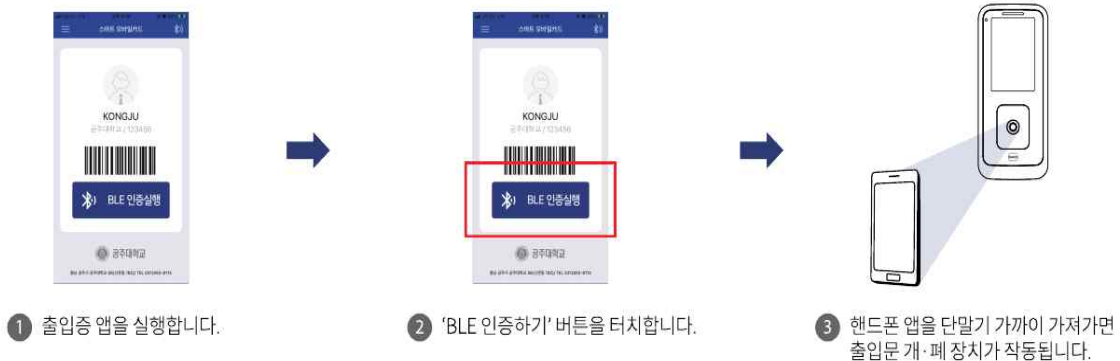 스마트 모바일카드
KONGJU
공주대학교 / 123456
BLE 인증실행
공주대학교
스마트 모바일카드
KONGJU
공주대학교 / 123456
BLE 인증실행
공주대학교
1 출입증 앱을 실행합니다.
2 ‘BLE 인증하기’ 버튼을 터치합니다.
3 핸드폰 앱을 단말기 가까이 가져가면
출입문 개·폐 장치가 작동됩니다.